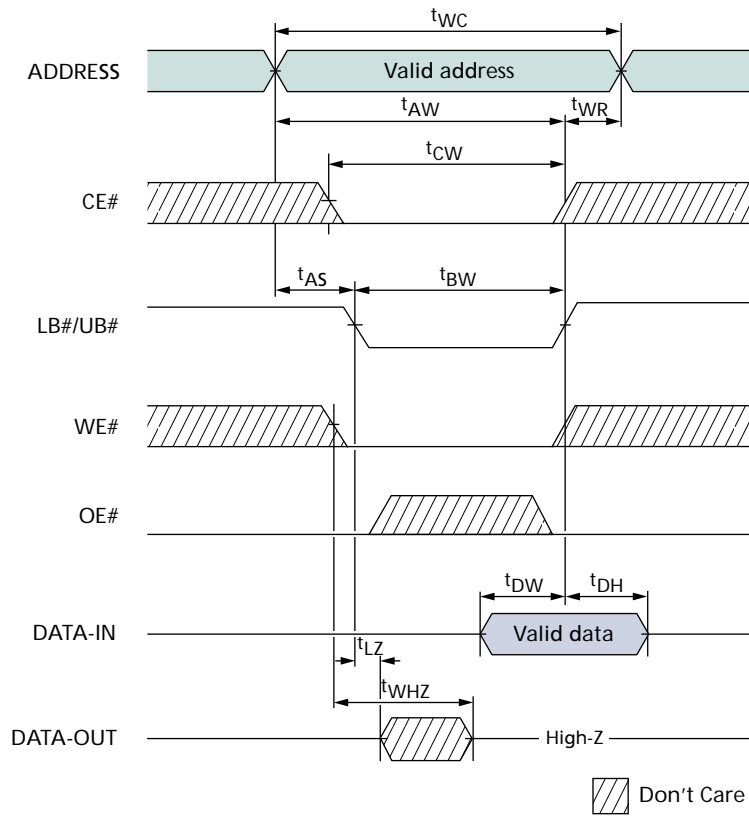 tWC
ADDRESS
Valid address
tAW
tWR
tCW
CE#
tAS
tBW
LB#/UB#
WE#
OE#
tDW
tDH
DATA-IN
Valid data
tLZ
tWHZ
DATA-OUT
High-Z
Don't Care